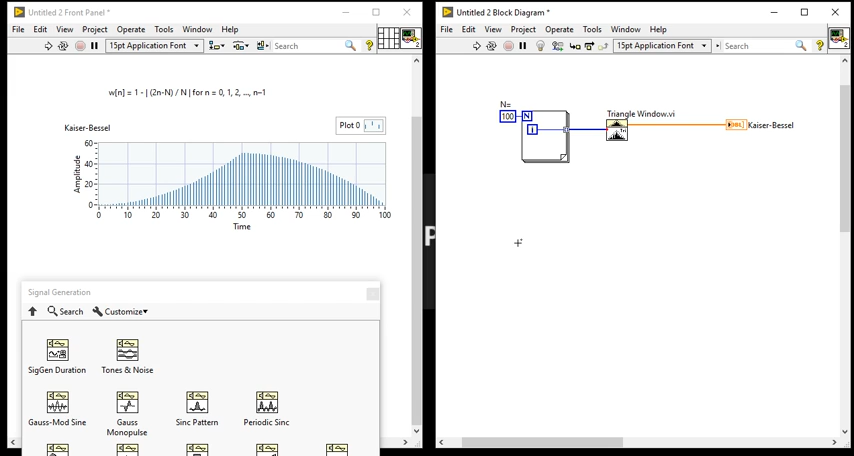 Untitled 2 Front Panel *
File Edit View Project Operate Tools Window Help
15pt Application Font
Search
2
w[n] = 1 - | (2n-N) / N | for n = 0, 1, 2, ..., n−1
Kaiser-Bessel
Plot 0
Amplitude
60
40
20
0
0 10 20 30 40 50 60 70 80 90 100
Time
Signal Generation
Search Customize
SigGen Duration
Tones & Noise
Gauss-Mod Sine
Gauss
Monopulse
Sinc Pattern
Periodic Sinc
P
Untitled 2 Block Diagram *
File Edit View Project Operate Tools Window Help
15pt Application Font
Search
2
N=
100
N
i
Triangle Window.vi
DBL
Kaiser-Bessel